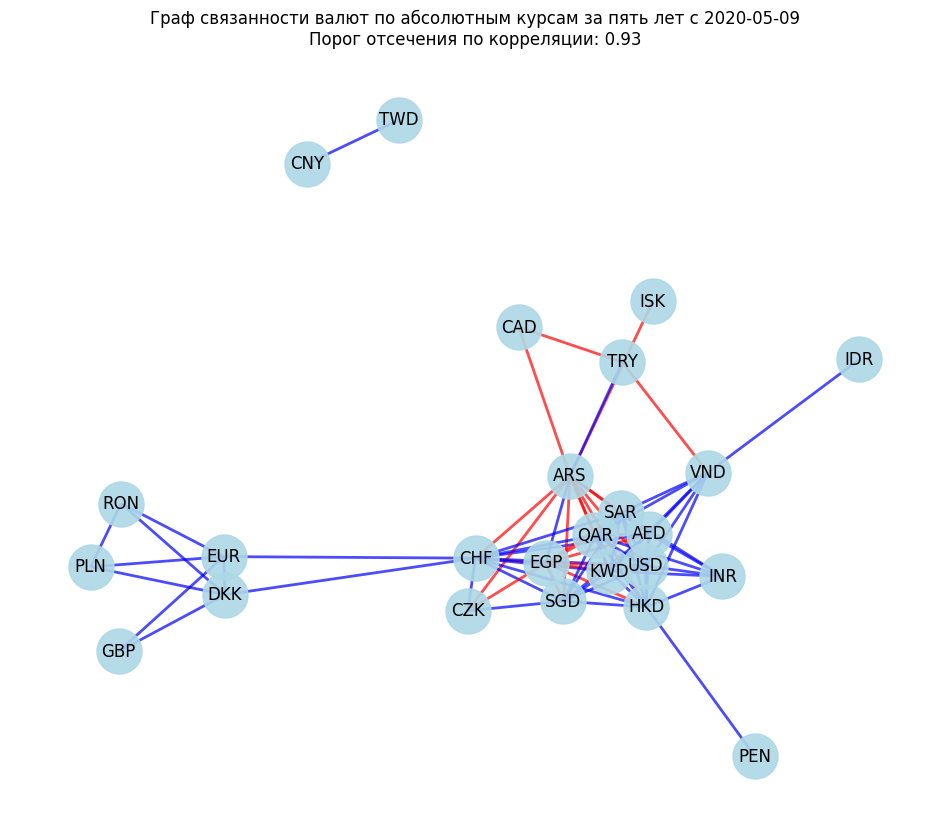 Граф связанности валют по абсолютным курсам за пять лет с 2020-05-09
Порог отсечения по корреляции: 0.93
TWD
CNY
ISK
CAD
TRY
IDR
ARS
VND
RON
SAR
QAR
AED
EUR
CHF
EGP
USD
PLN
KWD
INR
DKK
SGD
HKD
CZK
GBP
PEN